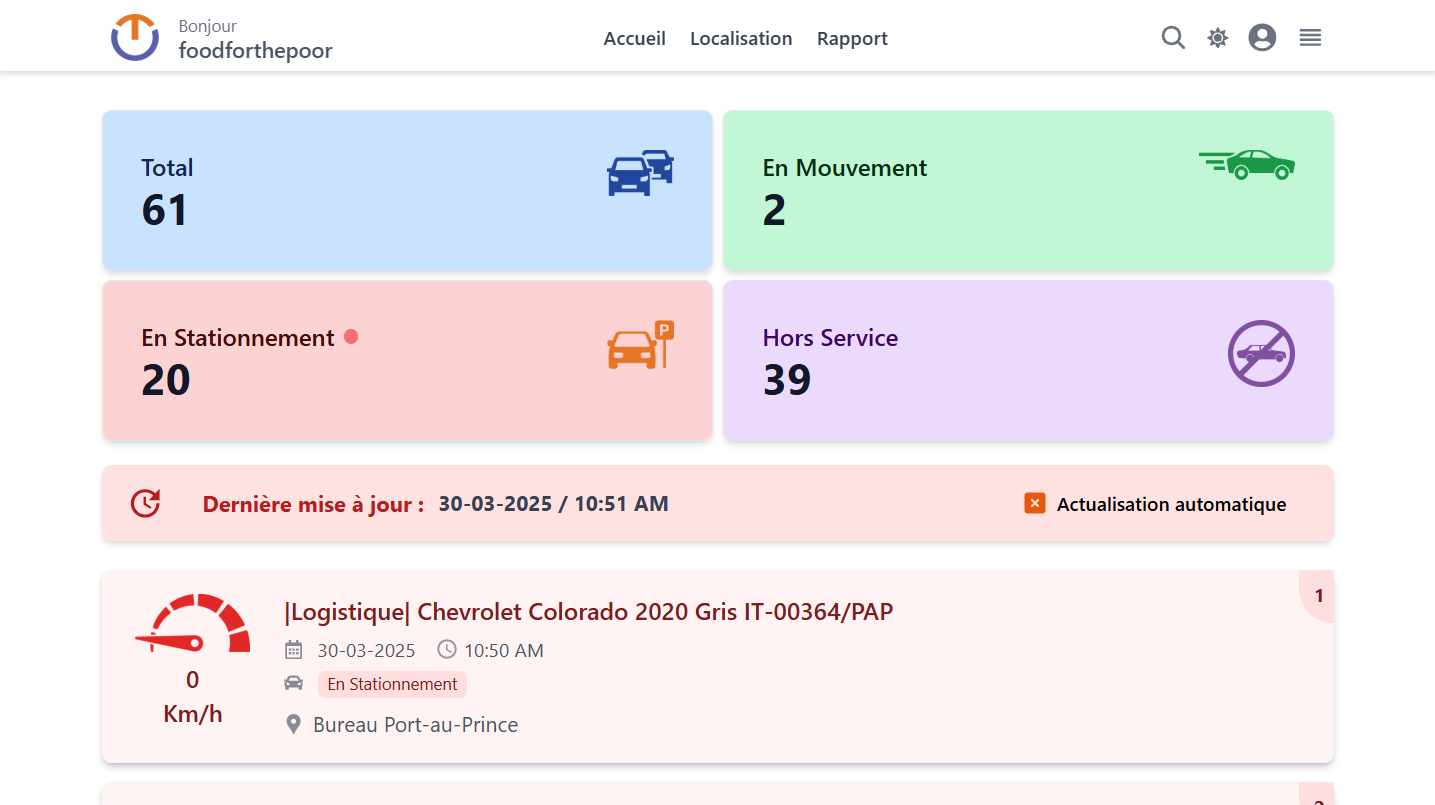 Bonjour
foodforthepoor
Accueil Localisation Rapport
Total
61
En Mouvement
2
En Stationnement
20
P
Hors Service
39
Dernière mise à jour : 30-03-2025 / 10:51 AM
Actualisation automatique
1
|Logistique| Chevrolet Colorado 2020 Gris IT-00364/PAP
30-03-2025 10:50 AM
En Stationnement
Bureau Port-au-Prince
0
Km/h